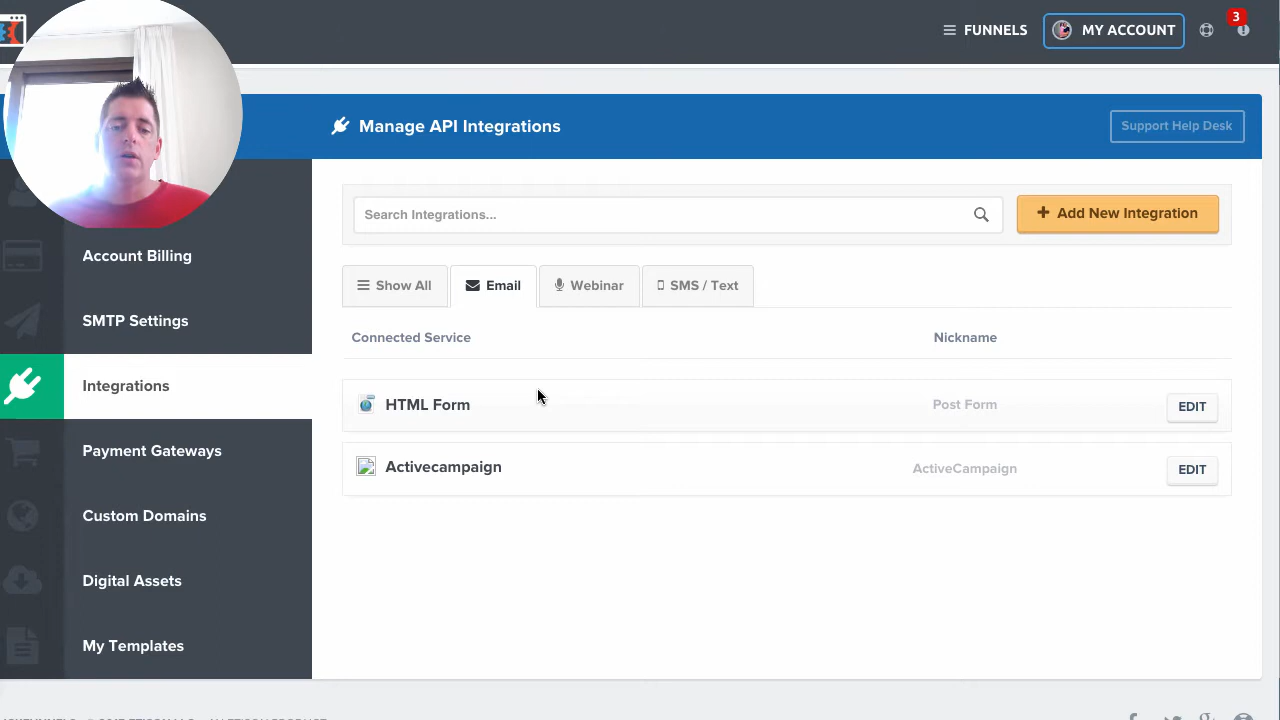 FUNNELS
MY ACCOUNT
3
Manage API Integrations
Support Help Desk
Account Billing
SMTP Settings
Integrations
Payment Gateways
Custom Domains
Digital Assets
My Templates
Search Integrations...
+ Add New Integration
Show All
Email
Webinar
SMS / Text
Connected Service
Nickname
HTML Form
Post Form
EDIT
Activecampaign
ActiveCampaign
EDIT